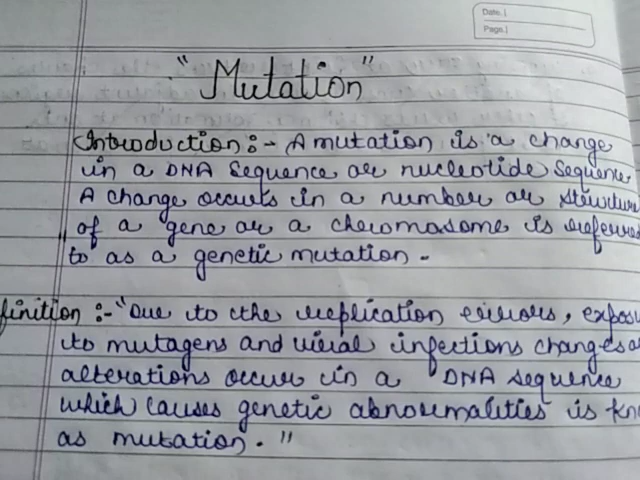 Date.|
Page.|
"Mutation"
Introduction :- A mutation is a change
in a DNA sequence or nucleotide sequence
A change occurs in a number or structure
of a gene or a chromosome is referred
to as a genetic mutation -
finition :- "Due to the replication errors, exposu
to mutagens and viral infections changes o
alterations occur in a DNA sequence
which causes genetic abnormalities is kn
as mutation. "